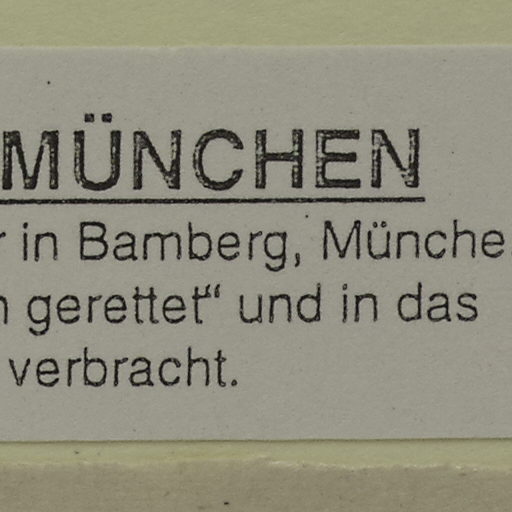 MÜNCHEN
in Bamberg, Münche
gerettet“ und in das
verbracht.